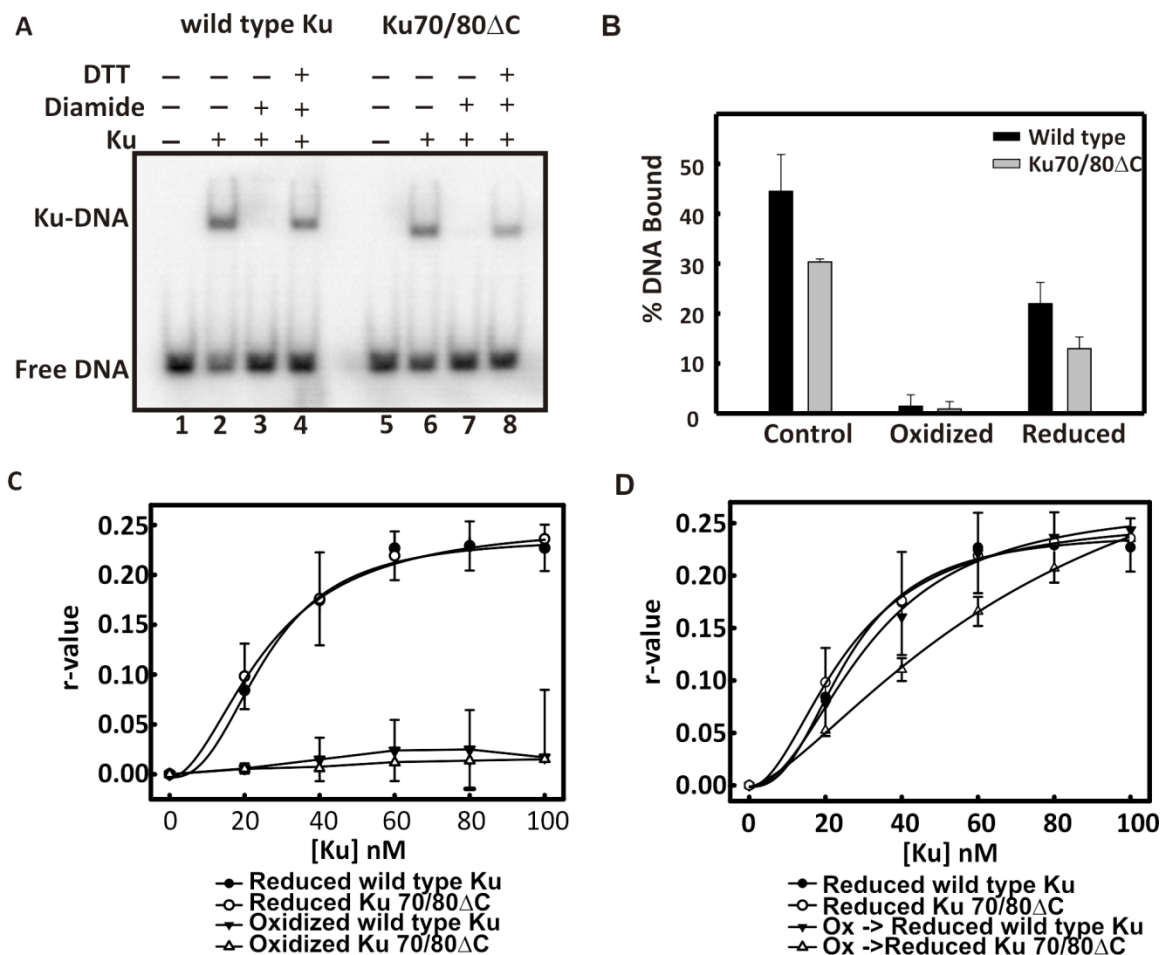 A
wild type Ku Ku70/80ΔC
DTT – – – + – – – +
Diamide – – + + – – + +
Ku – + + + – + + +
Ku-DNA
Free DNA
1 2 3 4 5 6 7 8
B
% DNA Bound
50
40
30
20
10
0
Wild type
Ku70/80ΔC
Control Oxidized Reduced
C
r-value
0.25
0.20
0.15
0.10
0.05
0.00
0 20 40 60 80 100
[Ku] nM
Reduced wild type Ku
Reduced Ku 70/80ΔC
Oxidized wild type Ku
Oxidized Ku 70/80ΔC
D
r-value
0.25
0.20
0.15
0.10
0.05
0.00
0 20 40 60 80 100
[Ku] nM
Reduced wild type Ku
Reduced Ku 70/80ΔC
Ox -> Reduced wild type Ku
Ox ->Reduced Ku 70/80ΔC